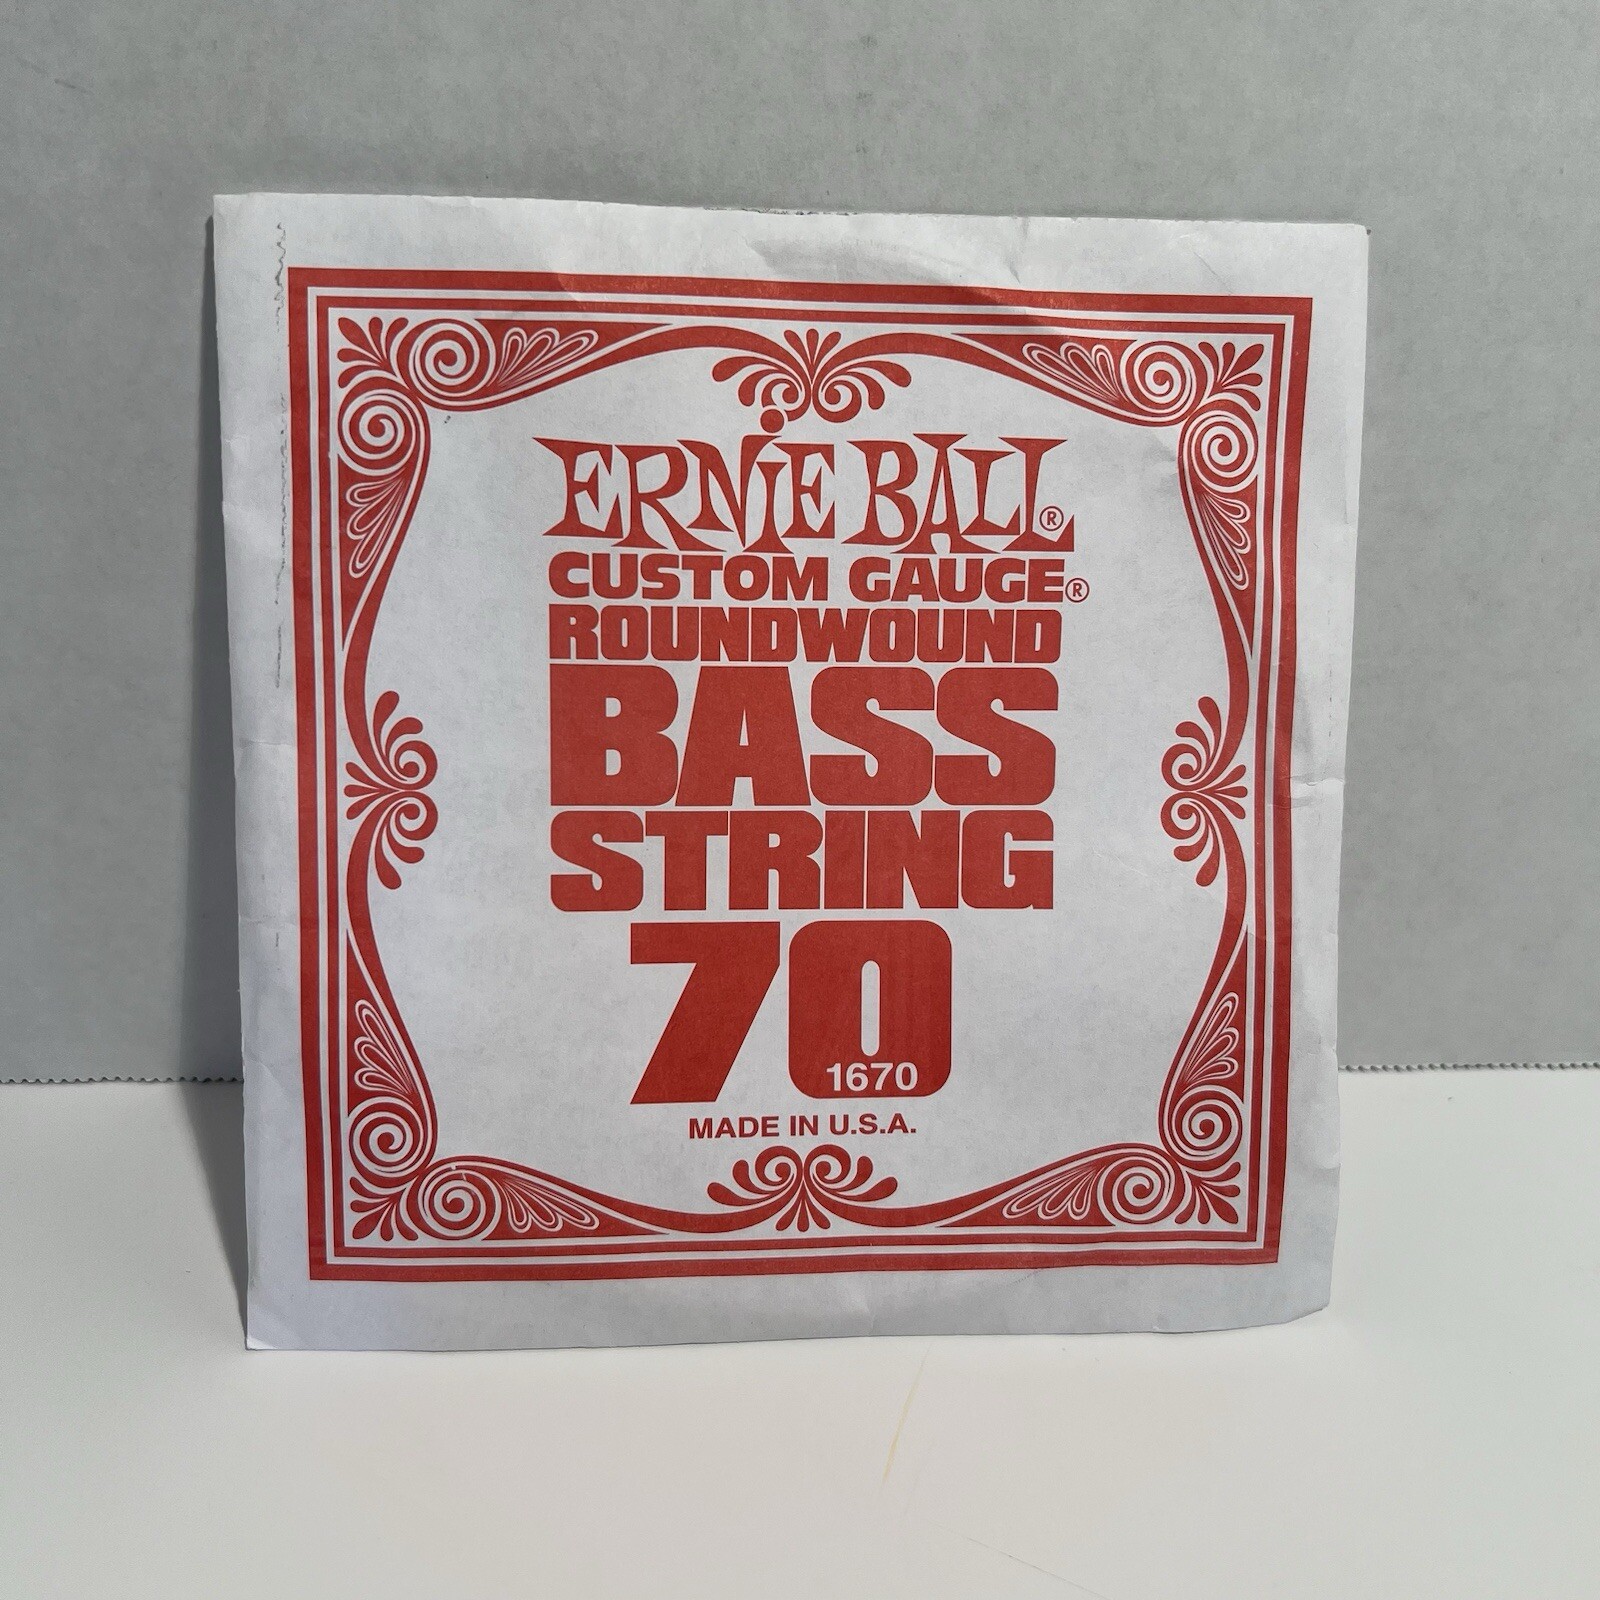 ERNiE BALL®
CUSTOM GAUGE®
ROUNDWOUND
BASS
STRING
70
1670
MADE IN U.S.A.